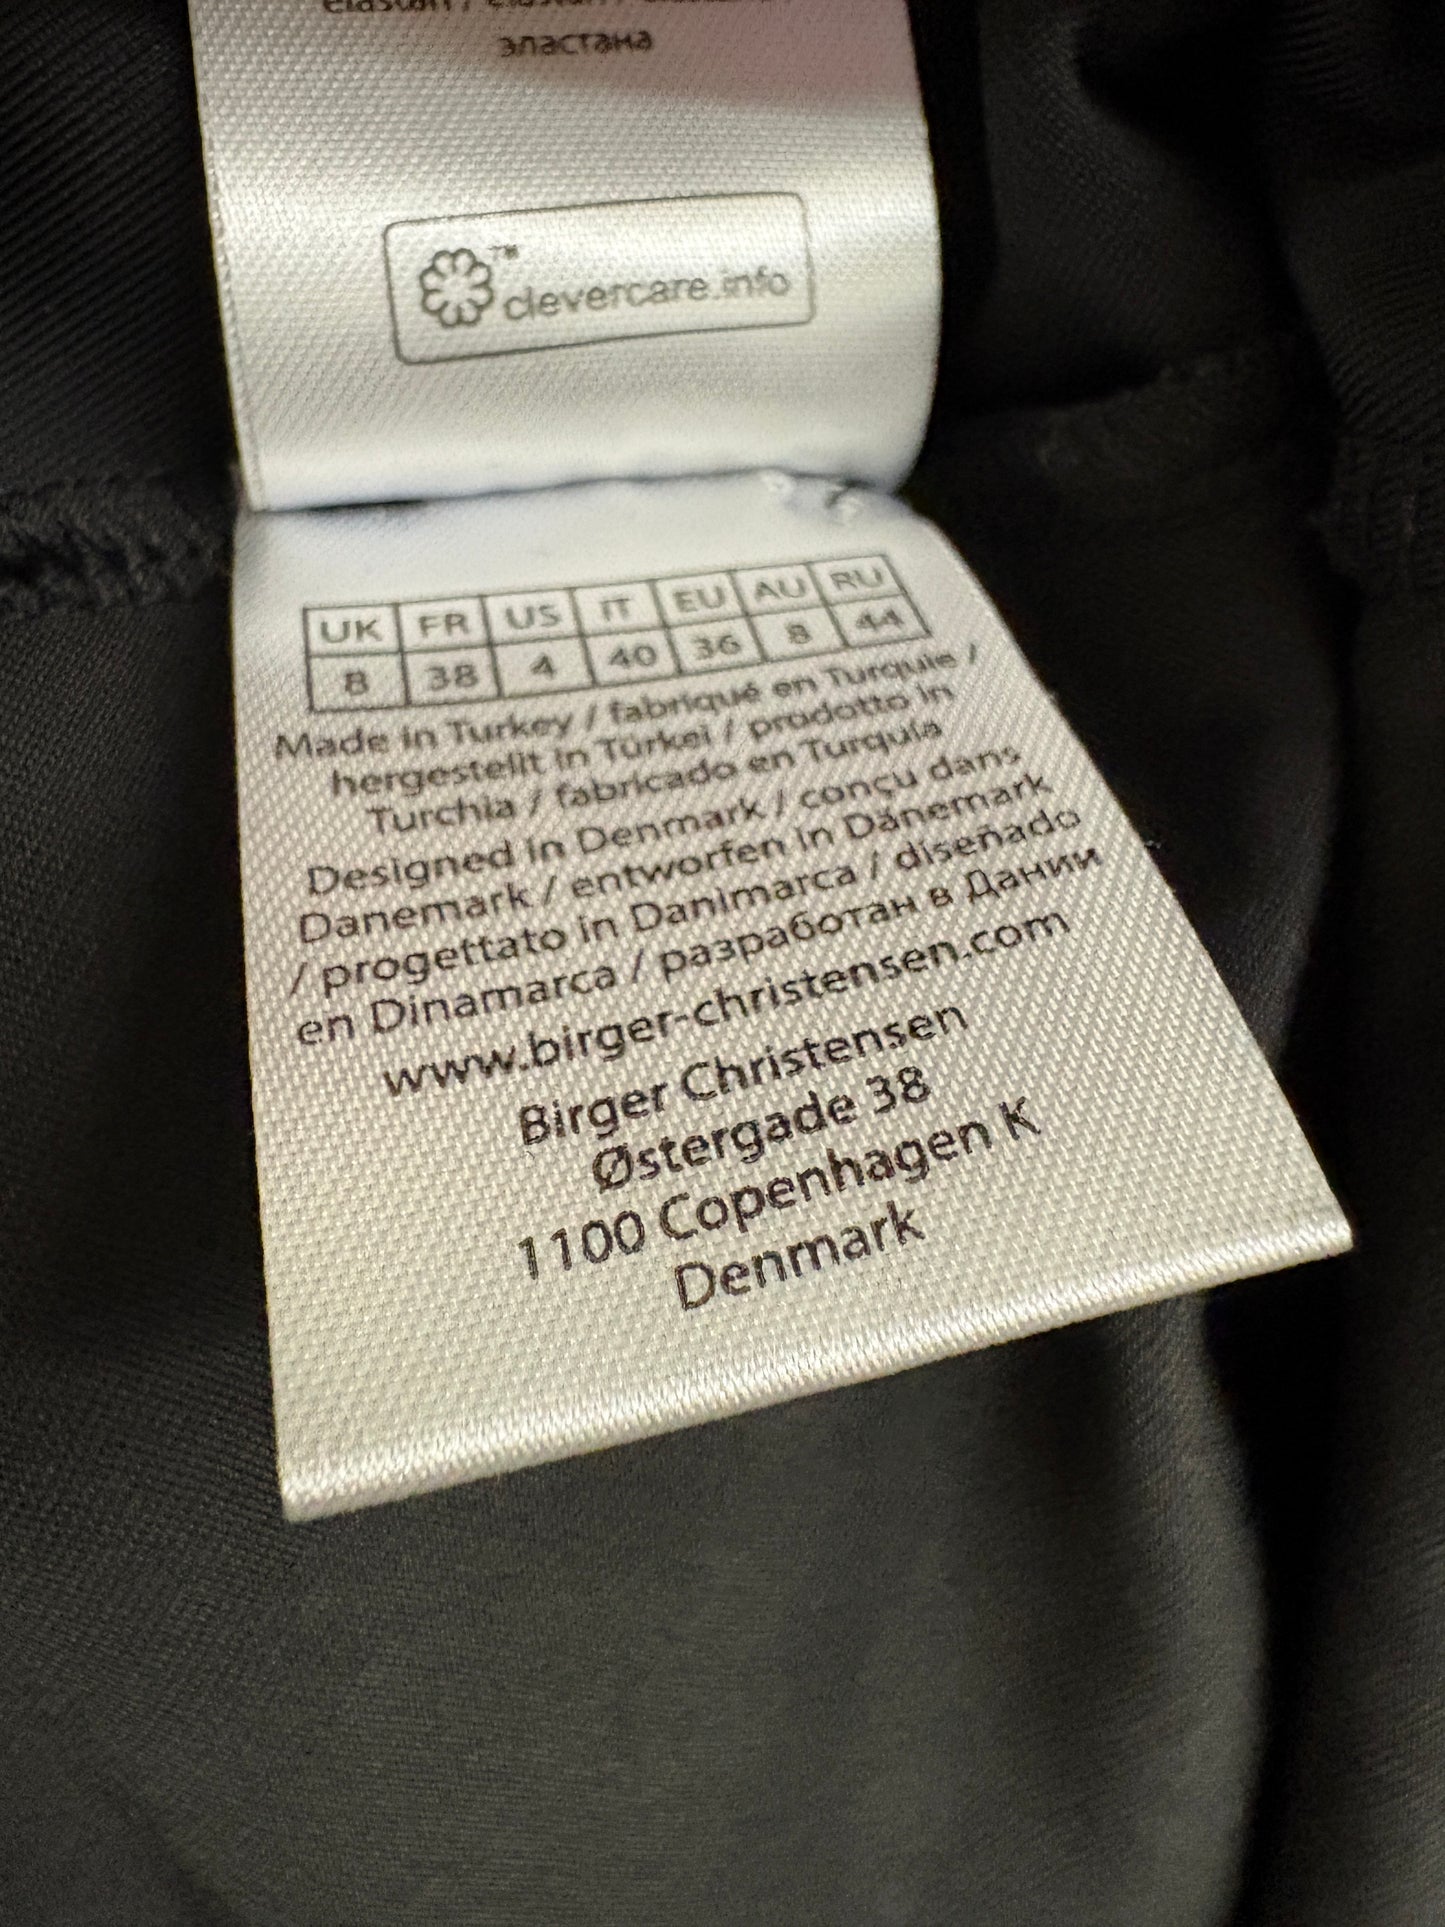 эластана
™ clevercare.info
UK FR US IT EU AU RU
8 38 4 40 36 8 44
Made in Turkey / fabriqué en Turquie /
hergestellt in Türkei / prodotto in
Turchia / fabricado en Turquía
Designed in Denmark / conçu dans
Danemark / entworfen in Dänemark
/ progettato in Danimarca / diseñado
en Dinamarca / разработан в Дании
www.birger-christensen.com
Birger Christensen
Østergade 38
1100 Copenhagen K
Denmark